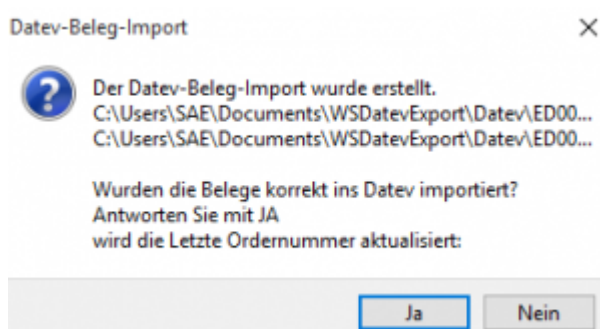 Datev-Beleg-Import
Der Datev-Beleg-Import wurde erstellt.
C:\Users\SAE\Documents\WSDatevExport\Datev\ED00...
C:\Users\SAE\Documents\WSDatevExport\Datev\ED00...
Wurden die Belege korrekt ins Datev importiert?
Antworten Sie mit JA
wird die Letzte Ordernummer aktualisiert:
Ja
Nein